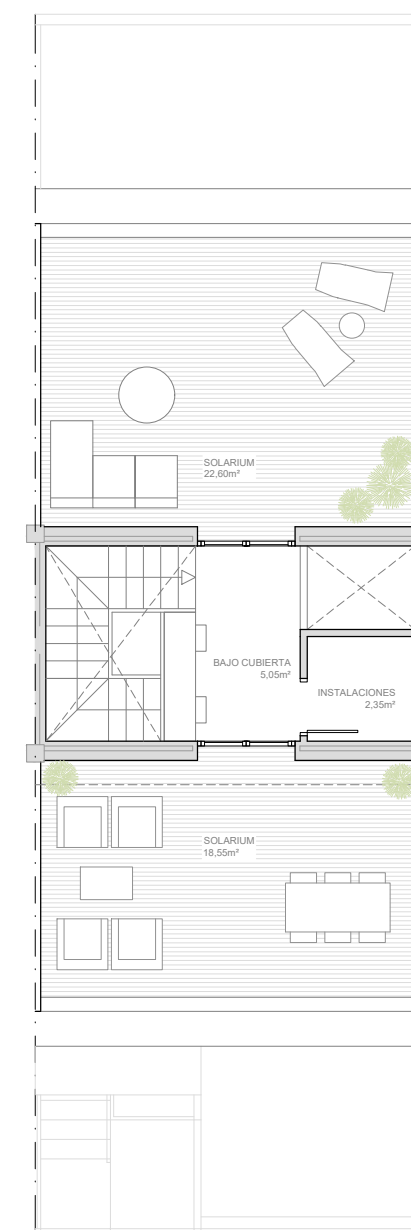 SOLARIUM
22,60m²
BAJO CUBIERTA
5,05m²
INSTALACIONES
2,35m²
SOLARIUM
18,55m²